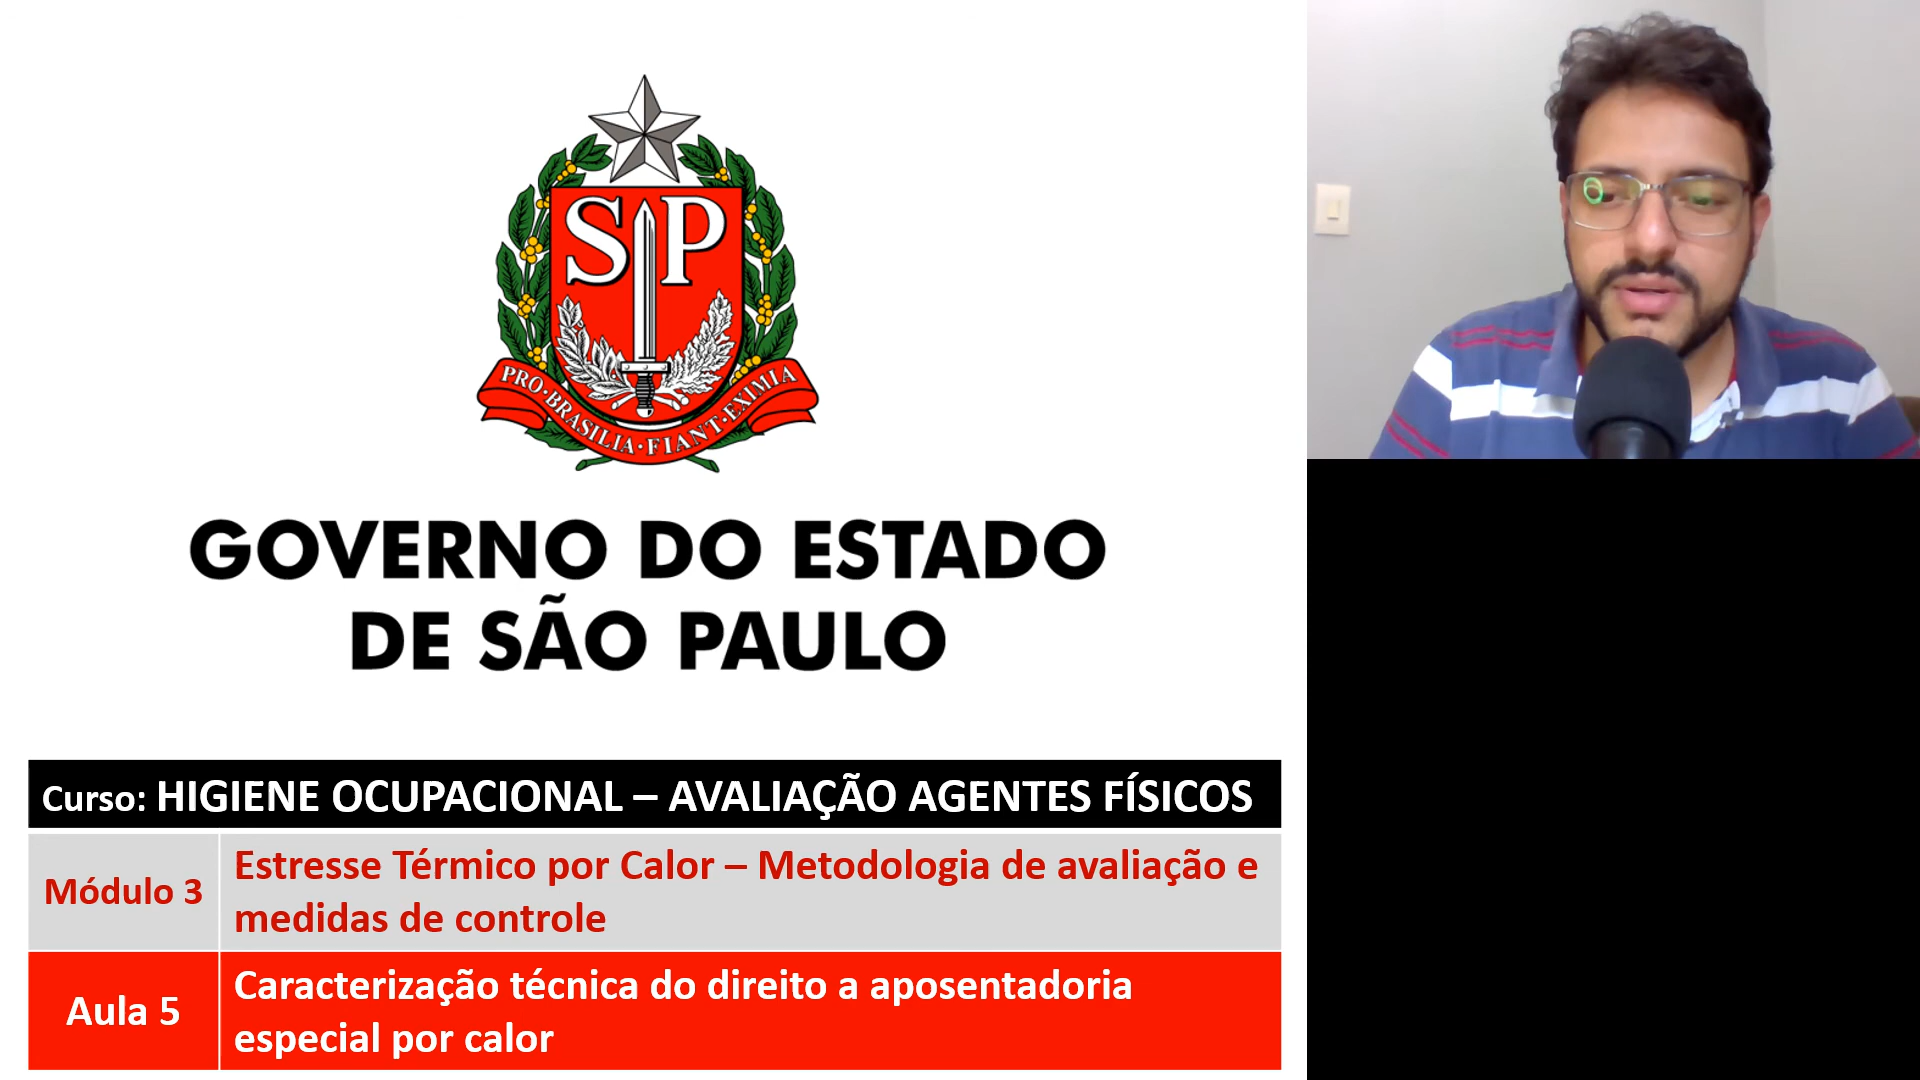 SP
PRO·BRASILIA·FIANT·EXIMIA
GOVERNO DO ESTADO
DE SÃO PAULO
Curso: HIGIENE OCUPACIONAL – AVALIAÇÃO AGENTES FÍSICOS
Módulo 3
Estresse Térmico por Calor – Metodologia de avaliação e
medidas de controle
Aula 5
Caracterização técnica do direito a aposentadoria
especial por calor